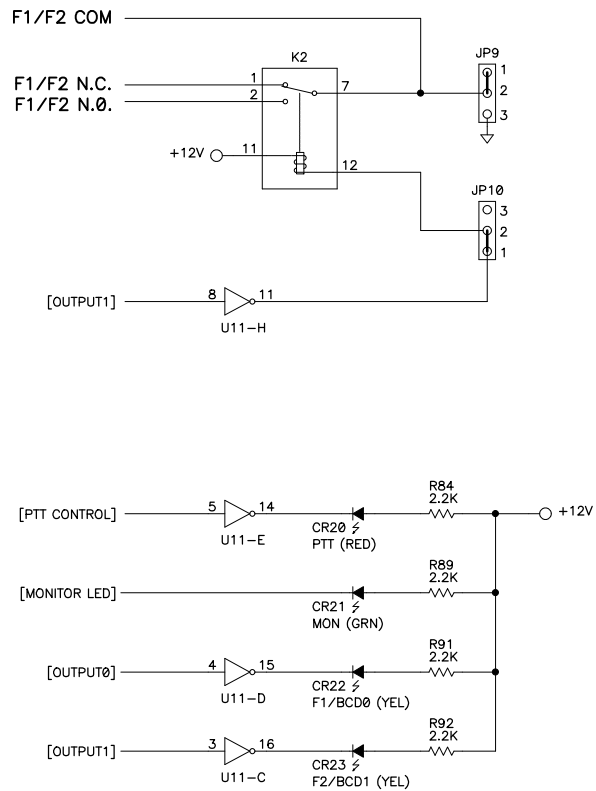 F1/F2 COM
JP9
K2
1
F1/F2 N.C.
1
7
2
F1/F2 N.O.
2
3
+12V
11
12
JP10
3
2
1
[OUTPUT1]
8
11
U11-H
R84
2.2K
[PTT CONTROL]
5
14
+12V
U11-E
CR20
PTT (RED)
R89
2.2K
[MONITOR LED]
CR21
MON (GRN)
R91
2.2K
[OUTPUT0]
4
15
U11-D
CR22
F1/BCD0 (YEL)
R92
2.2K
[OUTPUT1]
3
16
U11-C
CR23
F2/BCD1 (YEL)